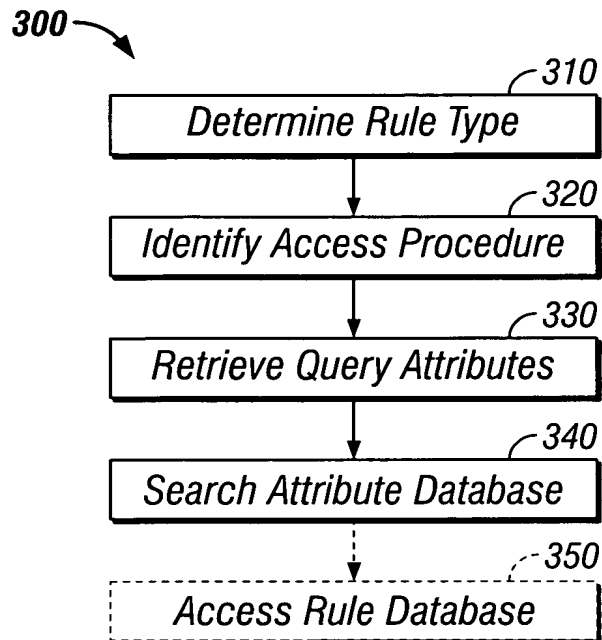 300
310
Determine Rule Type
320
Identify Access Procedure
330
Retrieve Query Attributes
340
Search Attribute Database
350
Access Rule Database